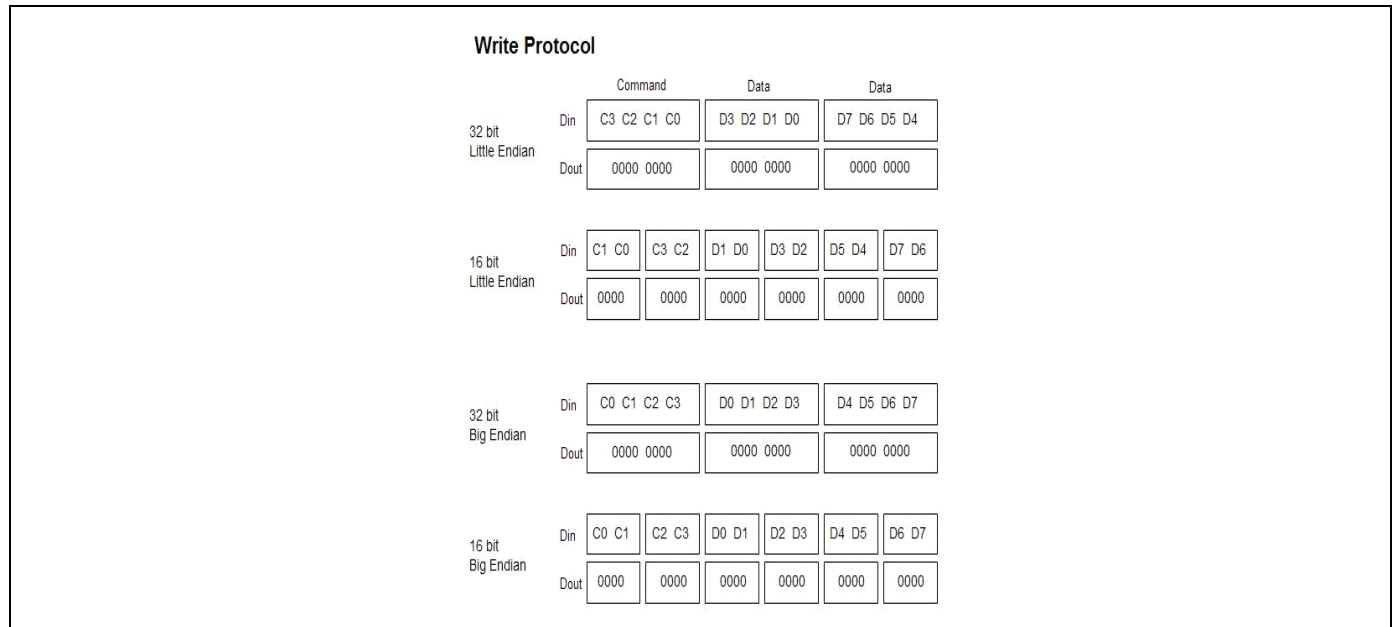 Write Protocol
Command Data Data
32 bit
Little Endian
Din C3 C2 C1 C0 D3 D2 D1 D0 D7 D6 D5 D4
Dout 0000 0000 0000 0000 0000 0000
16 bit
Little Endian
Din C1 C0 C3 C2 D1 D0 D3 D2 D5 D4 D7 D6
Dout 0000 0000 0000 0000 0000 0000
32 bit
Big Endian
Din C0 C1 C2 C3 D0 D1 D2 D3 D4 D5 D6 D7
Dout 0000 0000 0000 0000 0000 0000
16 bit
Big Endian
Din C0 C1 C2 C3 D0 D1 D2 D3 D4 D5 D6 D7
Dout 0000 0000 0000 0000 0000 0000